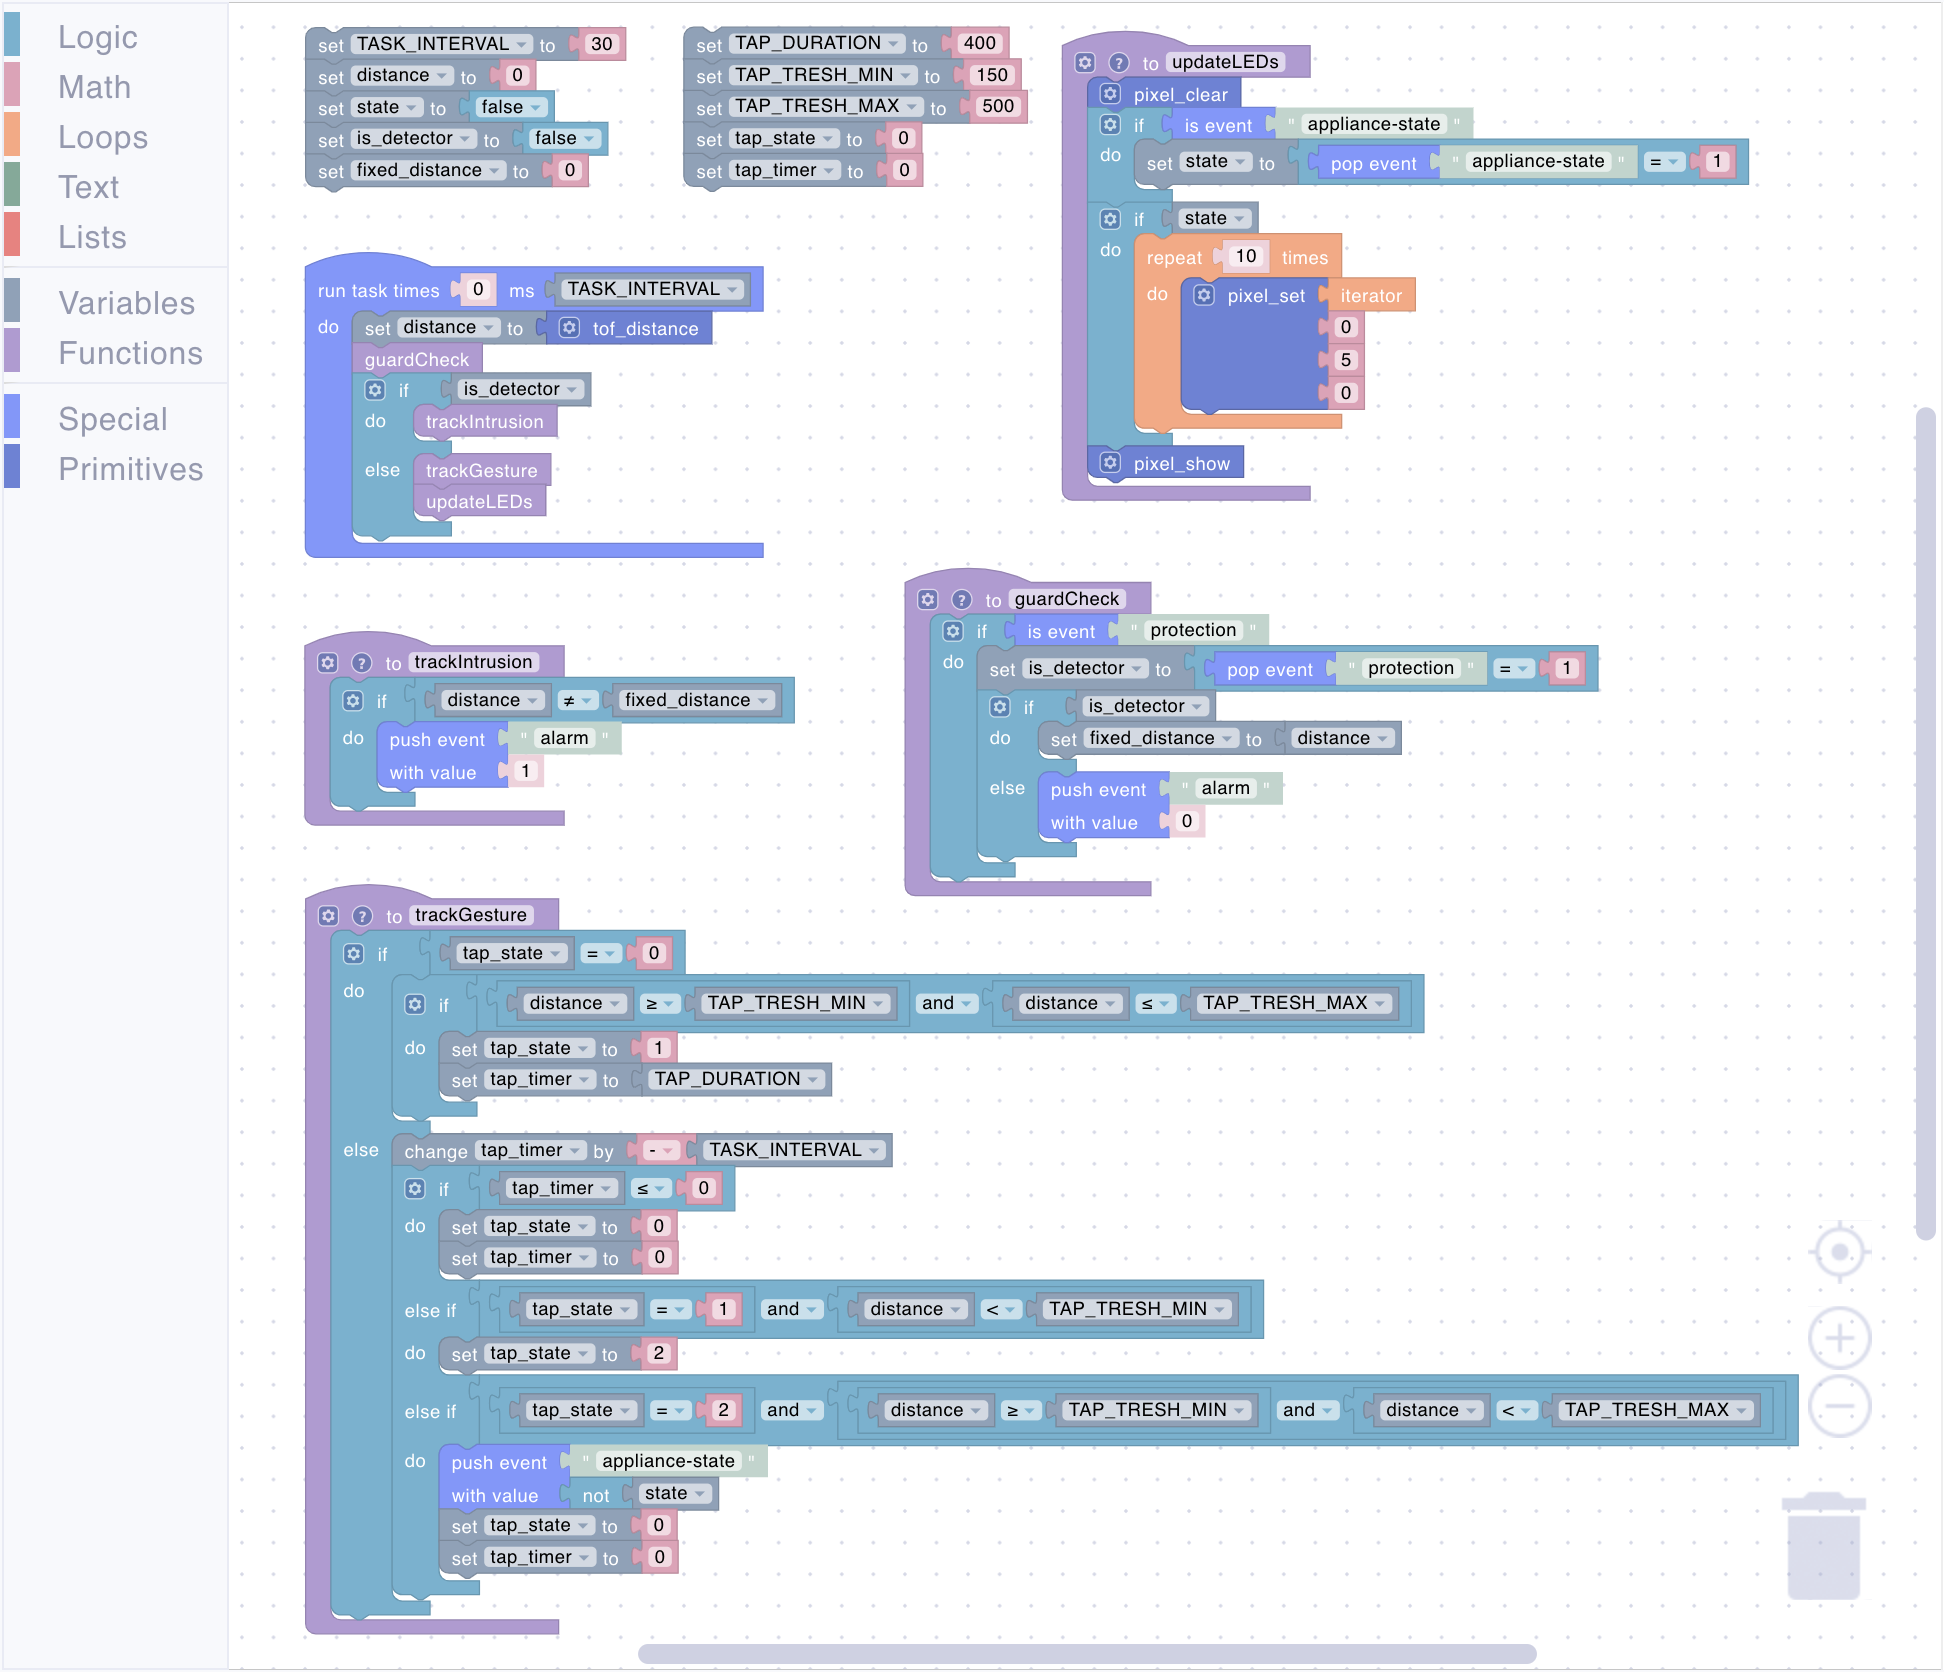 Logic
Math
Loops
Text
Lists
Variables
Functions
Special
Primitives
set TASK_INTERVAL to 30
set distance to 0
set state to false
set is_detector to false
set fixed_distance to 0
set TAP_DURATION to 400
set TAP_TRESH_MIN to 150
set TAP_TRESH_MAX to 500
set tap_state to 0
set tap_timer to 0
? to updateLEDs
pixel_clear
if is event " appliance-state "
do set state to pop event " appliance-state " = 1
if state
do repeat 10 times
do pixel_set iterator
0
5
0
pixel_show
run task times 0 ms TASK_INTERVAL
do set distance to tof_distance
guardCheck
if is_detector
do trackIntrusion
else trackGesture
updateLEDs
? to guardCheck
if is event " protection "
do set is_detector to pop event " protection " = 1
if is_detector
do set fixed_distance to distance
else push event " alarm "
with value 0
? to trackIntrusion
if distance ≠ fixed_distance
do push event " alarm "
with value 1
? to trackGesture
if tap_state = 0
do if distance ≥ TAP_TRESH_MIN and distance ≤ TAP_TRESH_MAX
do set tap_state to 1
set tap_timer to TAP_DURATION
else change tap_timer by - TASK_INTERVAL
if tap_timer ≤ 0
do set tap_state to 0
set tap_timer to 0
else if tap_state = 1 and distance < TAP_TRESH_MIN
do set tap_state to 2
else if tap_state = 2 and distance ≥ TAP_TRESH_MIN and distance < TAP_TRESH_MAX
do push event " appliance-state "
with value not state
set tap_state to 0
set tap_timer to 0